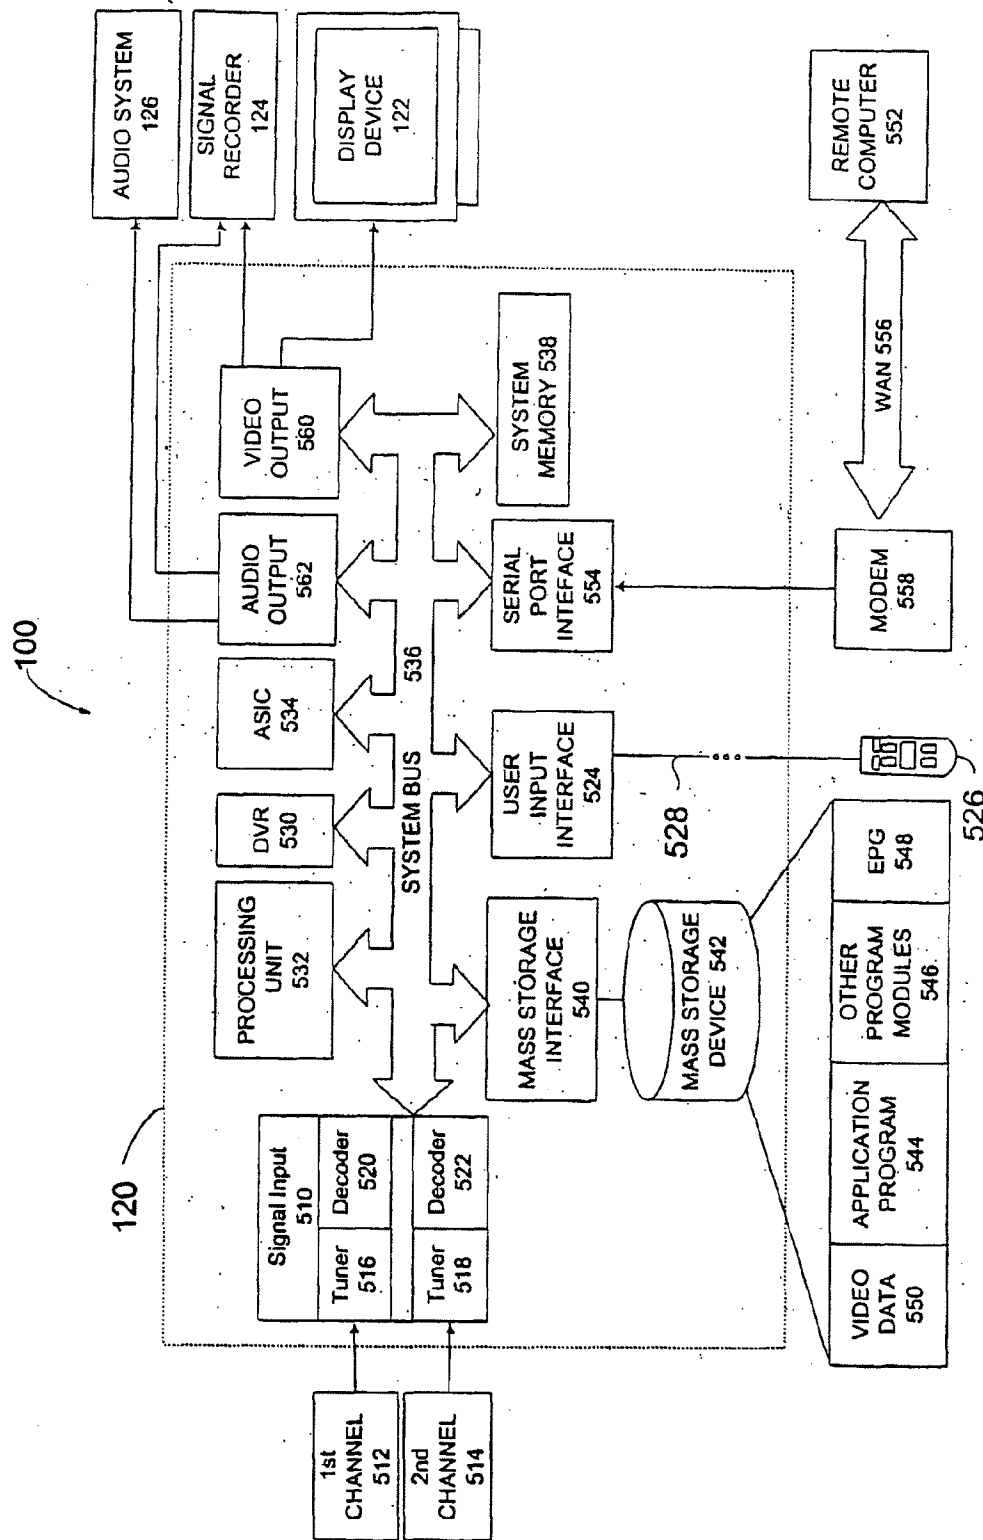 100
120
AUDIO SYSTEM
126
SIGNAL
RECORDER
124
DISPLAY
DEVICE
122
1st
CHANNEL
512
2nd
CHANNEL
514
Signal Input
510
Tuner
516
Decoder
520
Tuner
518
Decoder
522
PROCESSING
UNIT
532
DVR
530
ASIC
534
AUDIO
OUTPUT
562
VIDEO
OUTPUT
560
SYSTEM BUS
536
MASS STORAGE
INTERFACE
540
USER
INPUT
INTERFACE
524
SERIAL
PORT
INTEFACE
554
SYSTEM
MEMORY 538
MASS STORAGE
DEVICE 542
528
526
VIDEO
DATA
550
APPLICATION
PROGRAM
544
OTHER
PROGRAM
MODULES
546
EPG
548
MODEM
558
WAN 556
REMOTE
COMPUTER
552